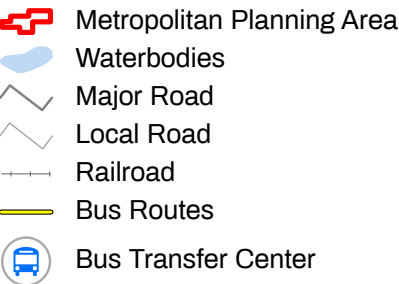 Metropolitan Planning Area
Waterbodies
Major Road
Local Road
Railroad
Bus Routes
Bus Transfer Center